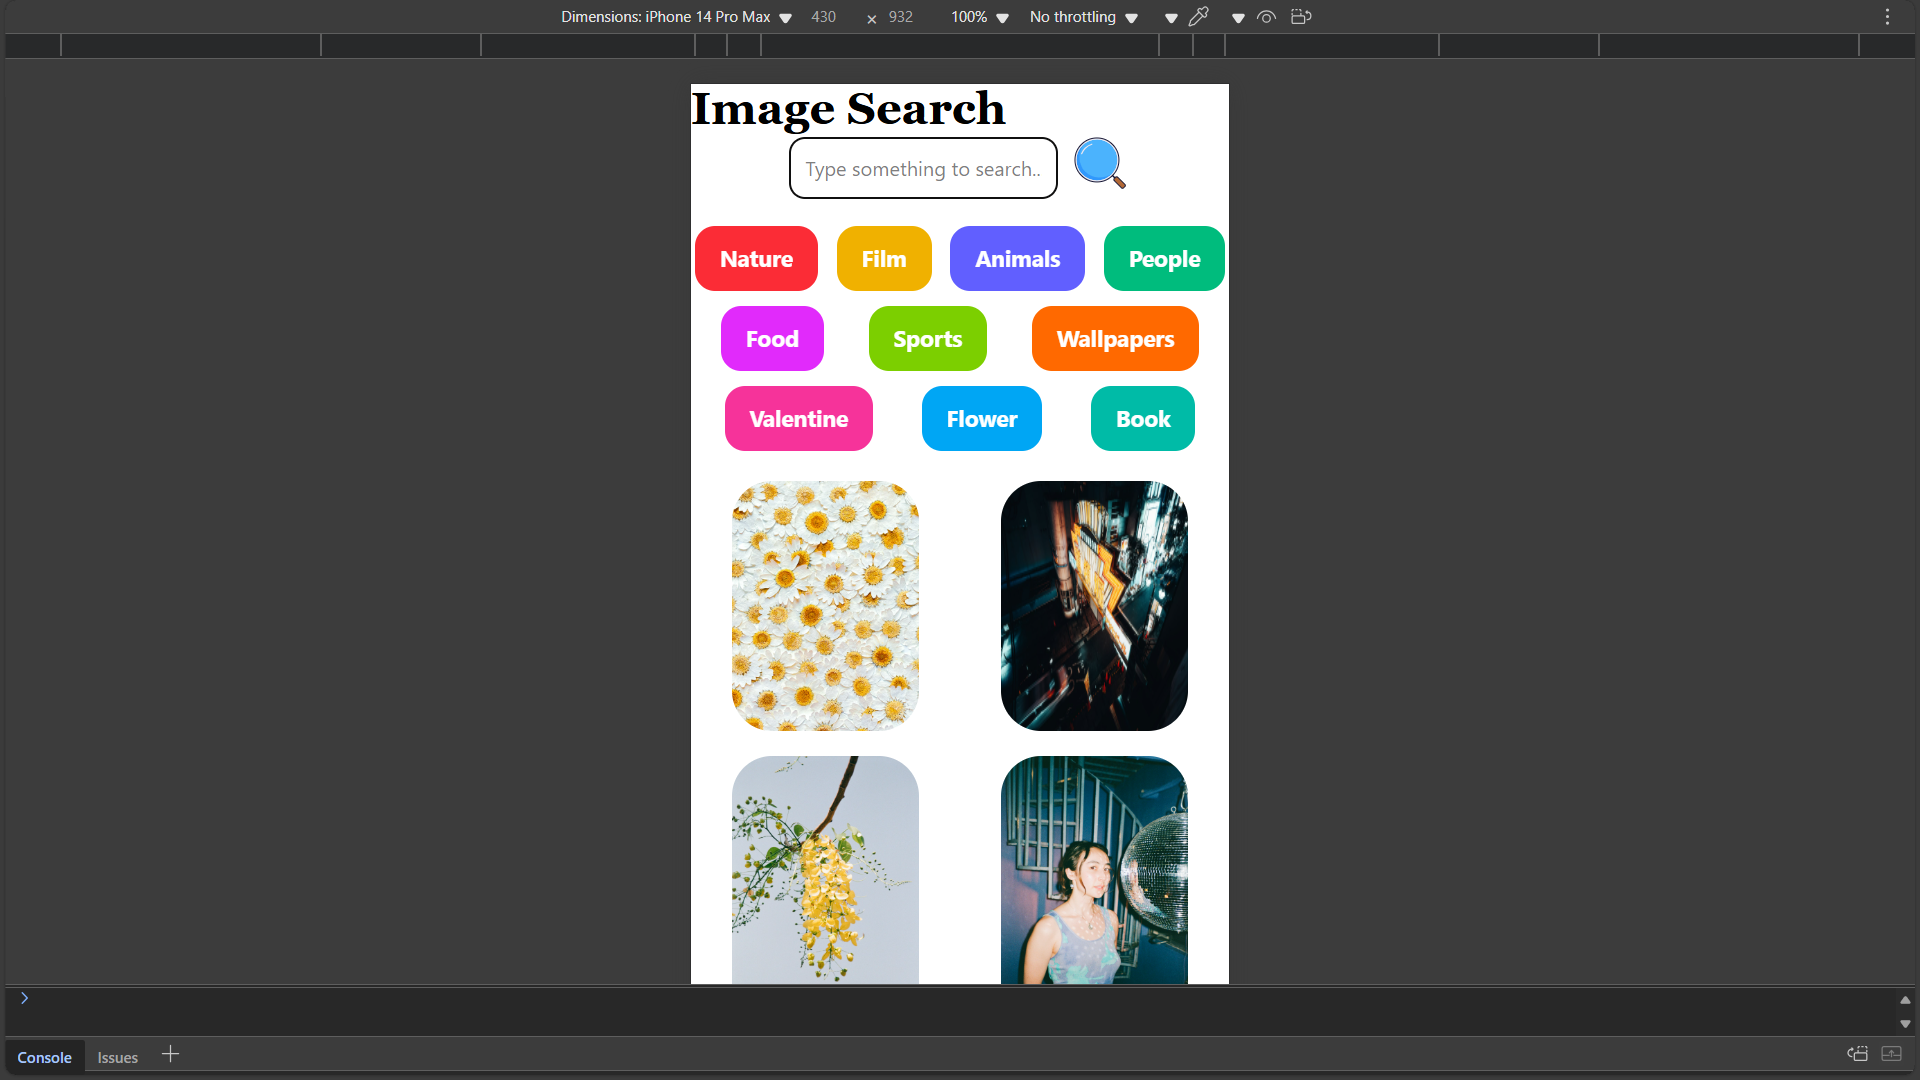 Dimensions: iPhone 14 Pro Max 430 × 932 100% No throttling
Image Search
Type something to search..
Nature Film Animals People
Food Sports Wallpapers
Valentine Flower Book
Console Issues